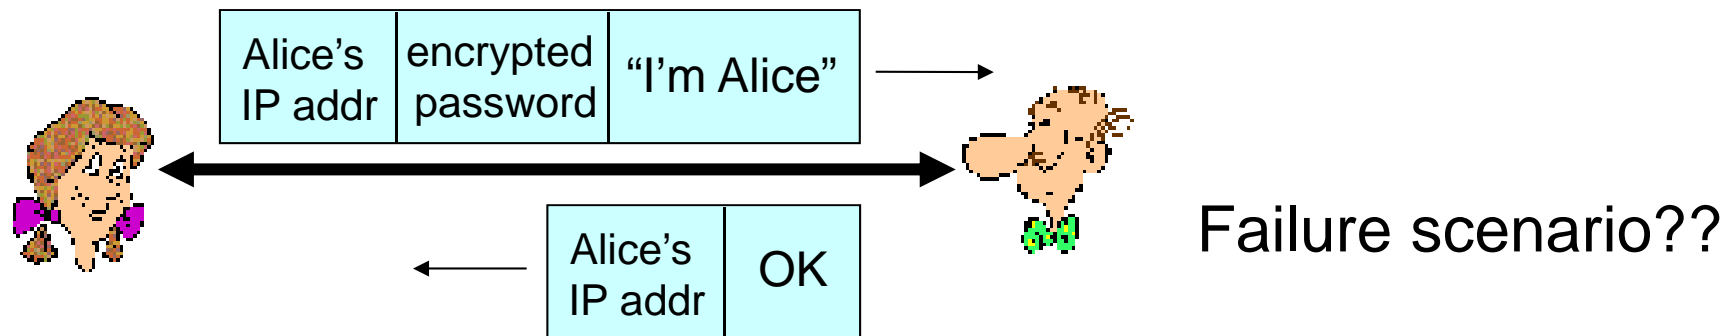 Alice’s
IP addr
encrypted
password
“I’m Alice”
Alice’s
IP addr
OK
Failure scenario??